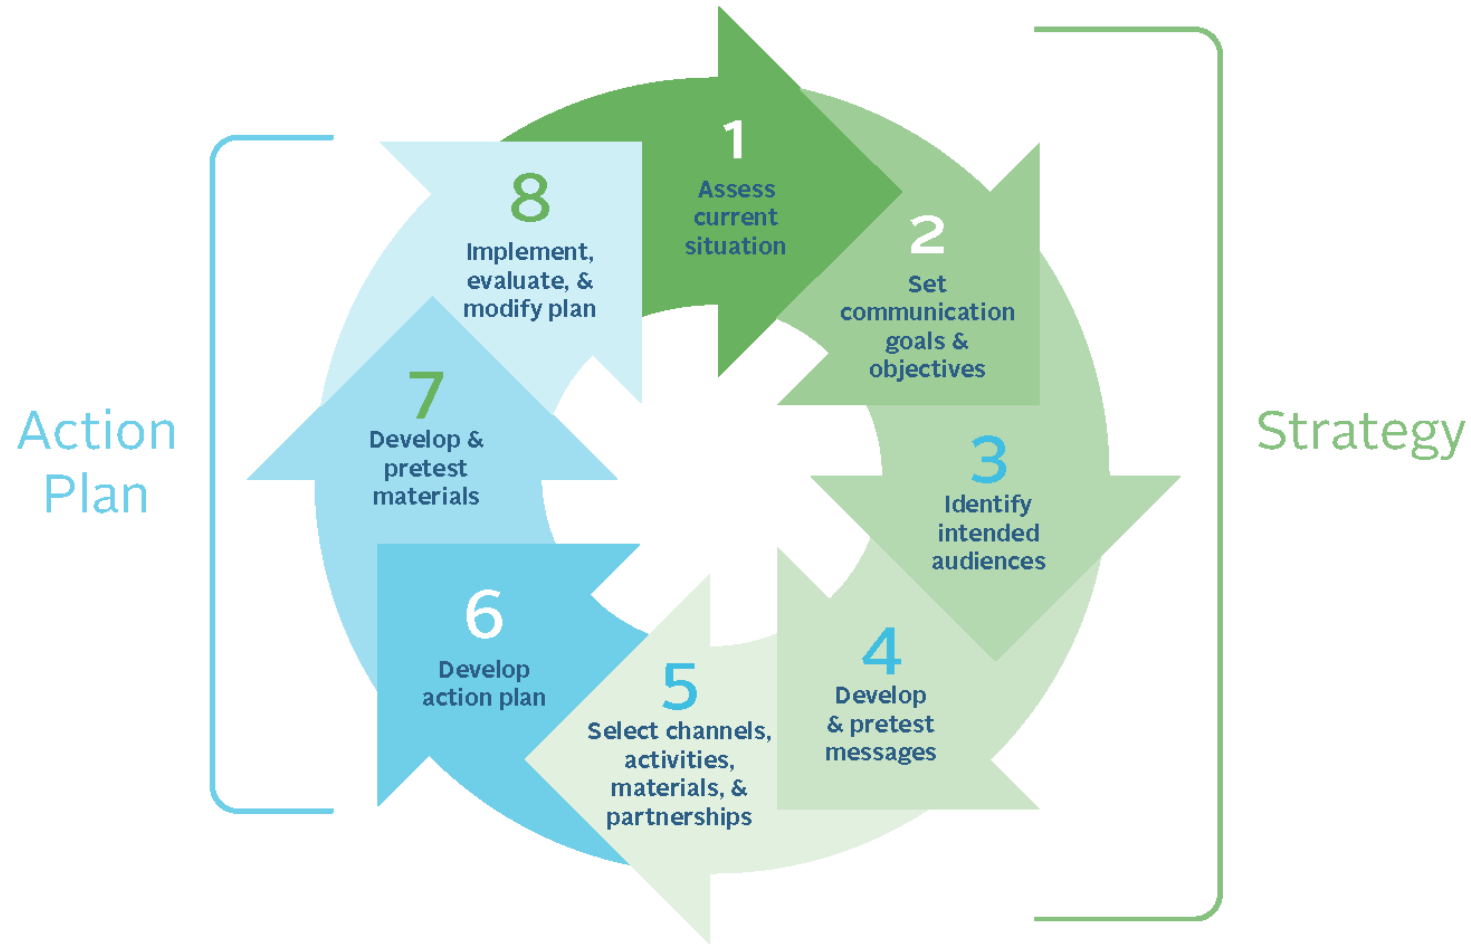 1
Assess
current
situation
2
Set
communication
goals &
objectives
3
Identify
intended
audiences
4
Develop
& pretest
messages
5
Select channels,
activities,
materials, &
partnerships
6
Develop
action plan
7
Develop &
pretest
materials
8
Implement,
evaluate, &
modify plan
Action
Plan
Strategy